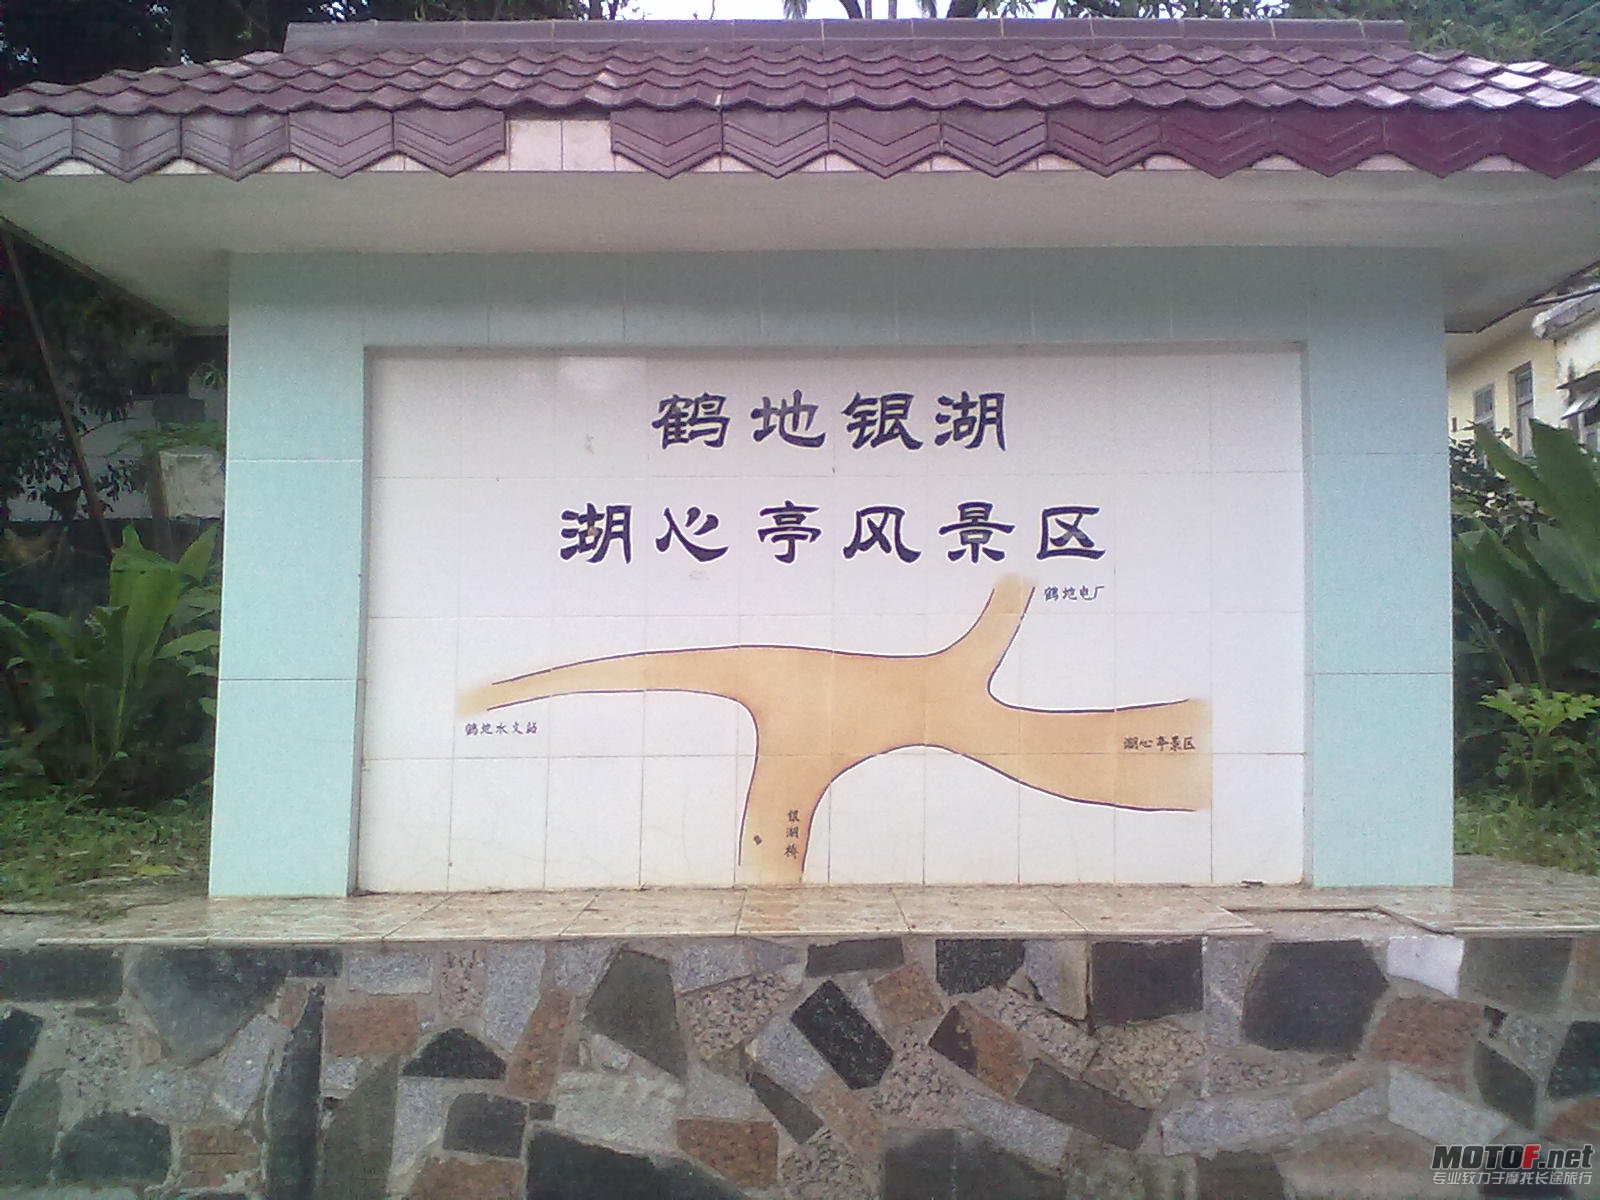 鹤地银湖
湖心亭风景区
鹤地电厂
鹤地水文站
湖心亭景区
银湖桥
MOTOF.net
专业致力于摩托长途旅行